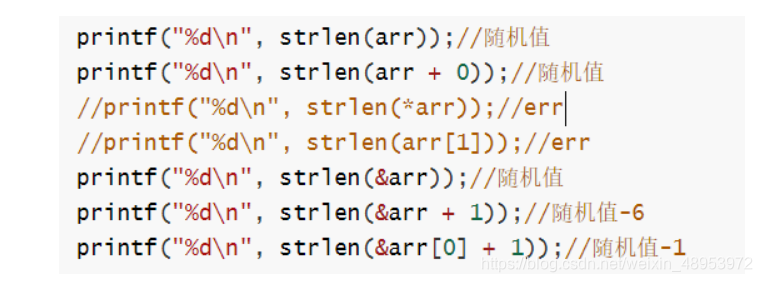 printf("%d\n", strlen(arr));//随机值
printf("%d\n", strlen(arr + 0));//随机值
//printf("%d\n", strlen(*arr));//err
//printf("%d\n", strlen(arr[1]));//err
printf("%d\n", strlen(&arr));//随机值
printf("%d\n", strlen(&arr + 1));//随机值-6
printf("%d\n", strlen(&arr[0] + 1));//随机值-1
https://blog.csdn.net/weixin_48953972